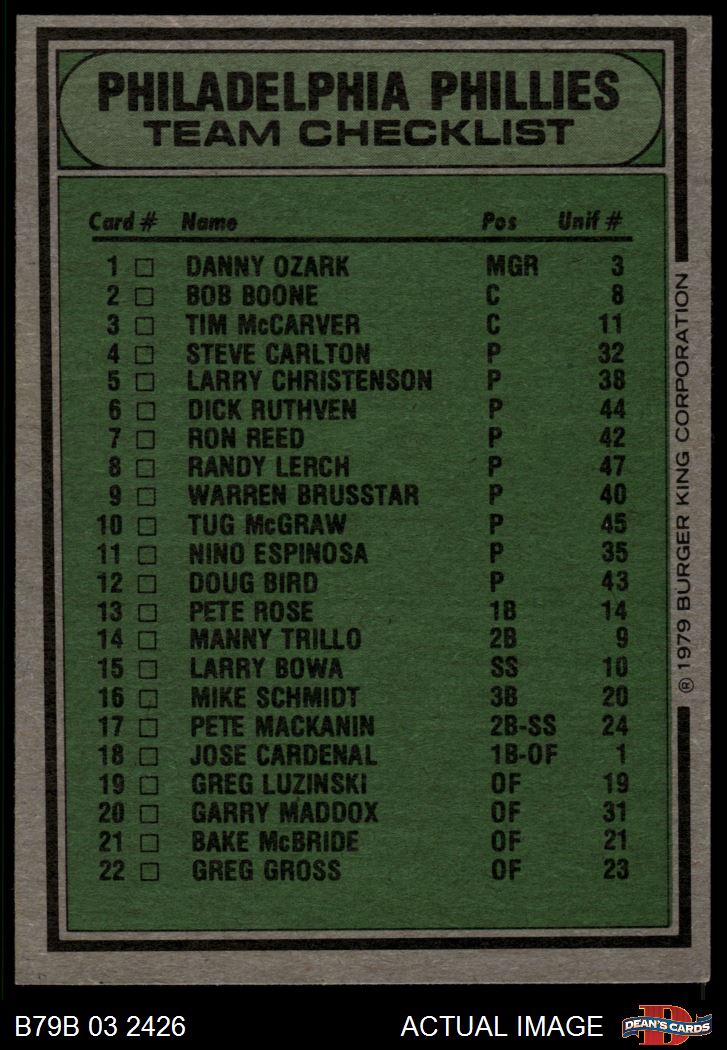 PHILADELPHIA PHILLIES
TEAM CHECKLIST
Card # Name Pos Unif #
1 □ DANNY OZARK MGR 3
2 □ BOB BOONE C 8
3 □ TIM McCARVER C 11
4 □ STEVE CARLTON P 32
5 □ LARRY CHRISTENSON P 38
6 □ DICK RUTHVEN P 44
7 □ RON REED P 42
8 □ RANDY LERCH P 47
9 □ WARREN BRUSSTAR P 40
10 □ TUG McGRAW P 45
11 □ NINO ESPINOSA P 35
12 □ DOUG BIRD P 43
13 □ PETE ROSE 1B 14
14 □ MANNY TRILLO 2B 9
15 □ LARRY BOWA SS 10
16 □ MIKE SCHMIDT 3B 20
17 □ PETE MACKANIN 2B-SS 24
18 □ JOSE CARDENAL 1B-OF 1
19 □ GREG LUZINSKI OF 19
20 □ GARRY MADDOX OF 31
21 □ BAKE McBRIDE OF 21
22 □ GREG GROSS OF 23
® 1979 BURGER KING CORPORATION
B79B 03 2426 ACTUAL IMAGE
D
DEAN'S CARDS